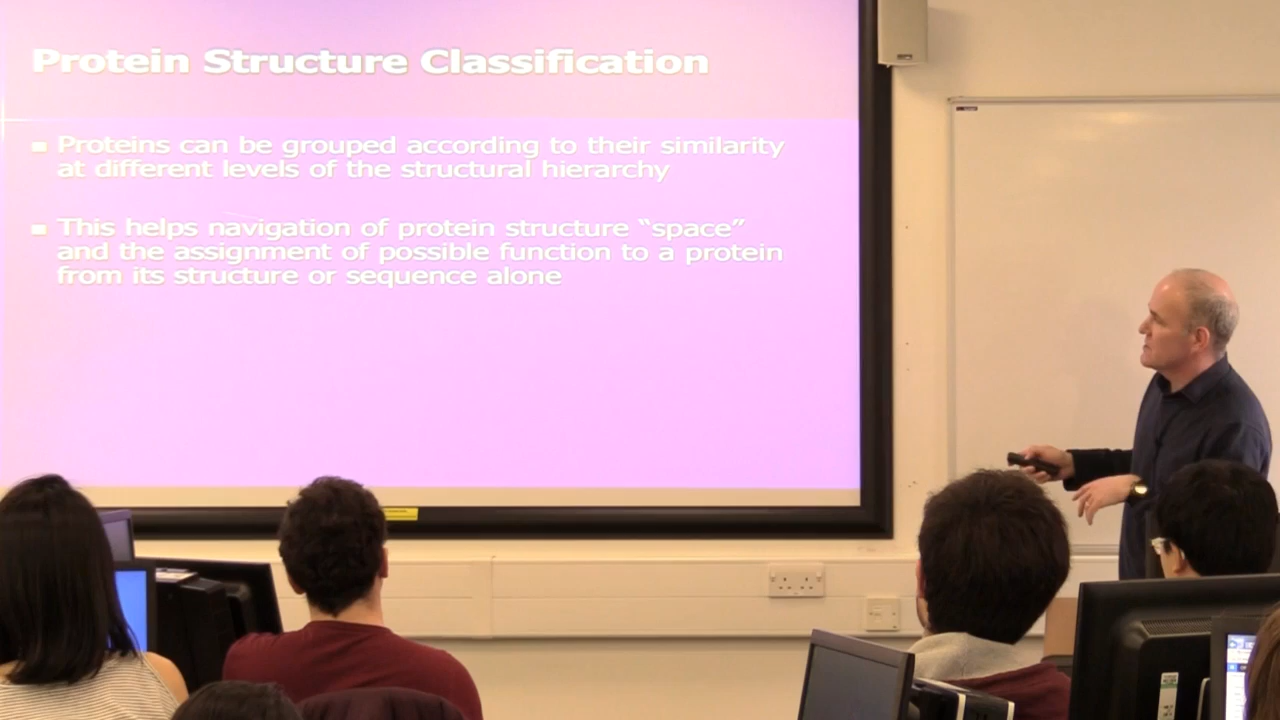 Protein Structure Classification
Proteins can be grouped according to their similarity
at different levels of the structural hierarchy
This helps navigation of protein structure “space”
and the assignment of possible function to a protein
from its structure or sequence alone